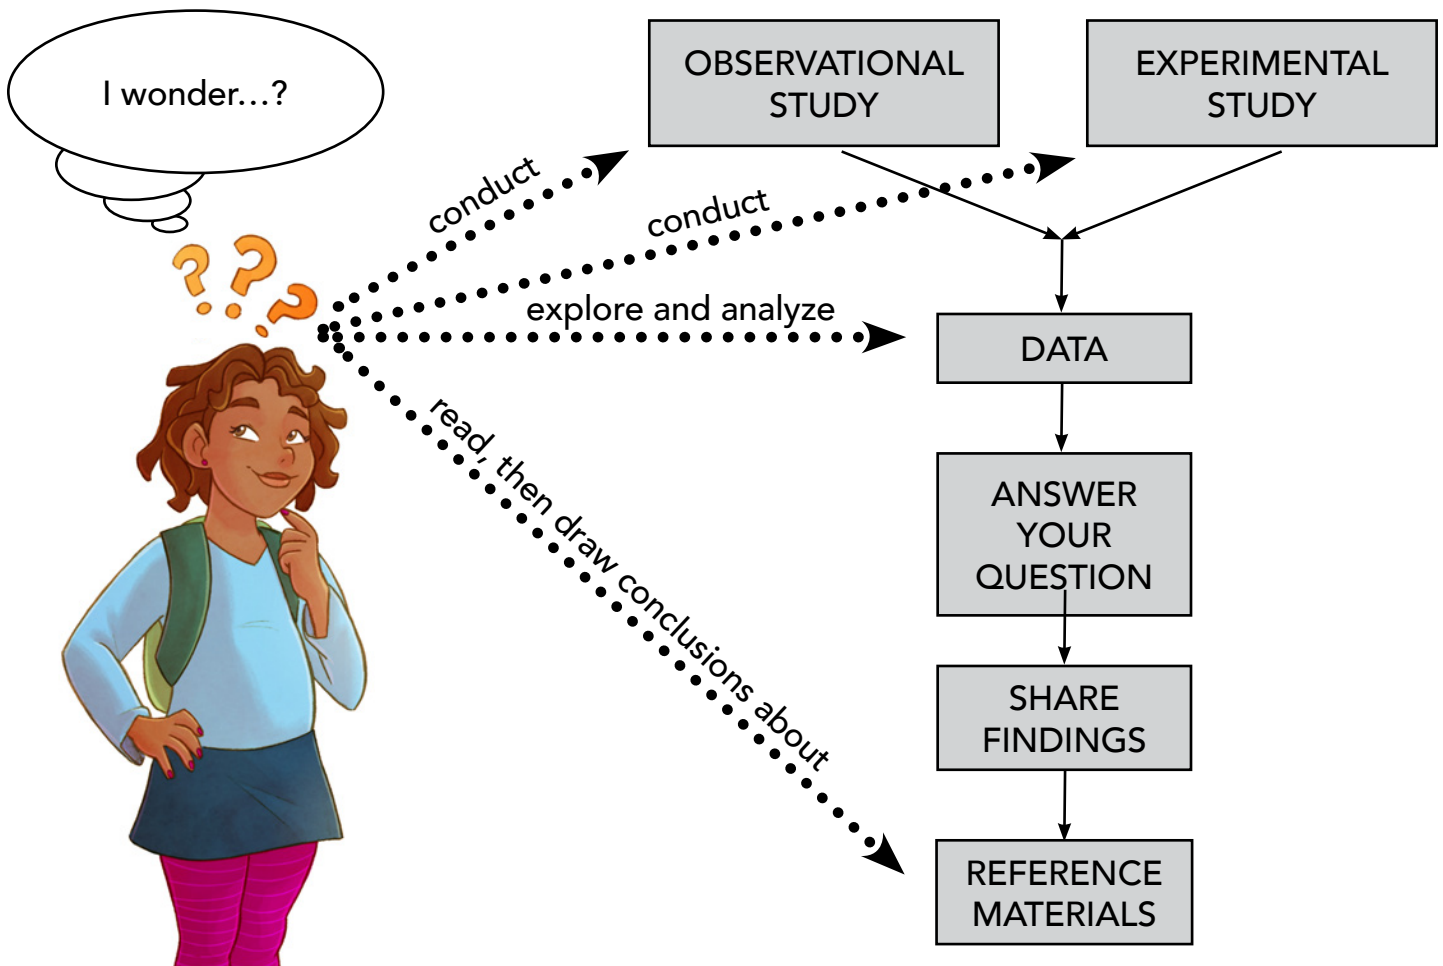 I wonder…?
OBSERVATIONAL
STUDY
EXPERIMENTAL
STUDY
conduct
conduct
explore and analyze
read, then draw conclusions about
DATA
ANSWER
YOUR
QUESTION
SHARE
FINDINGS
REFERENCE
MATERIALS
???